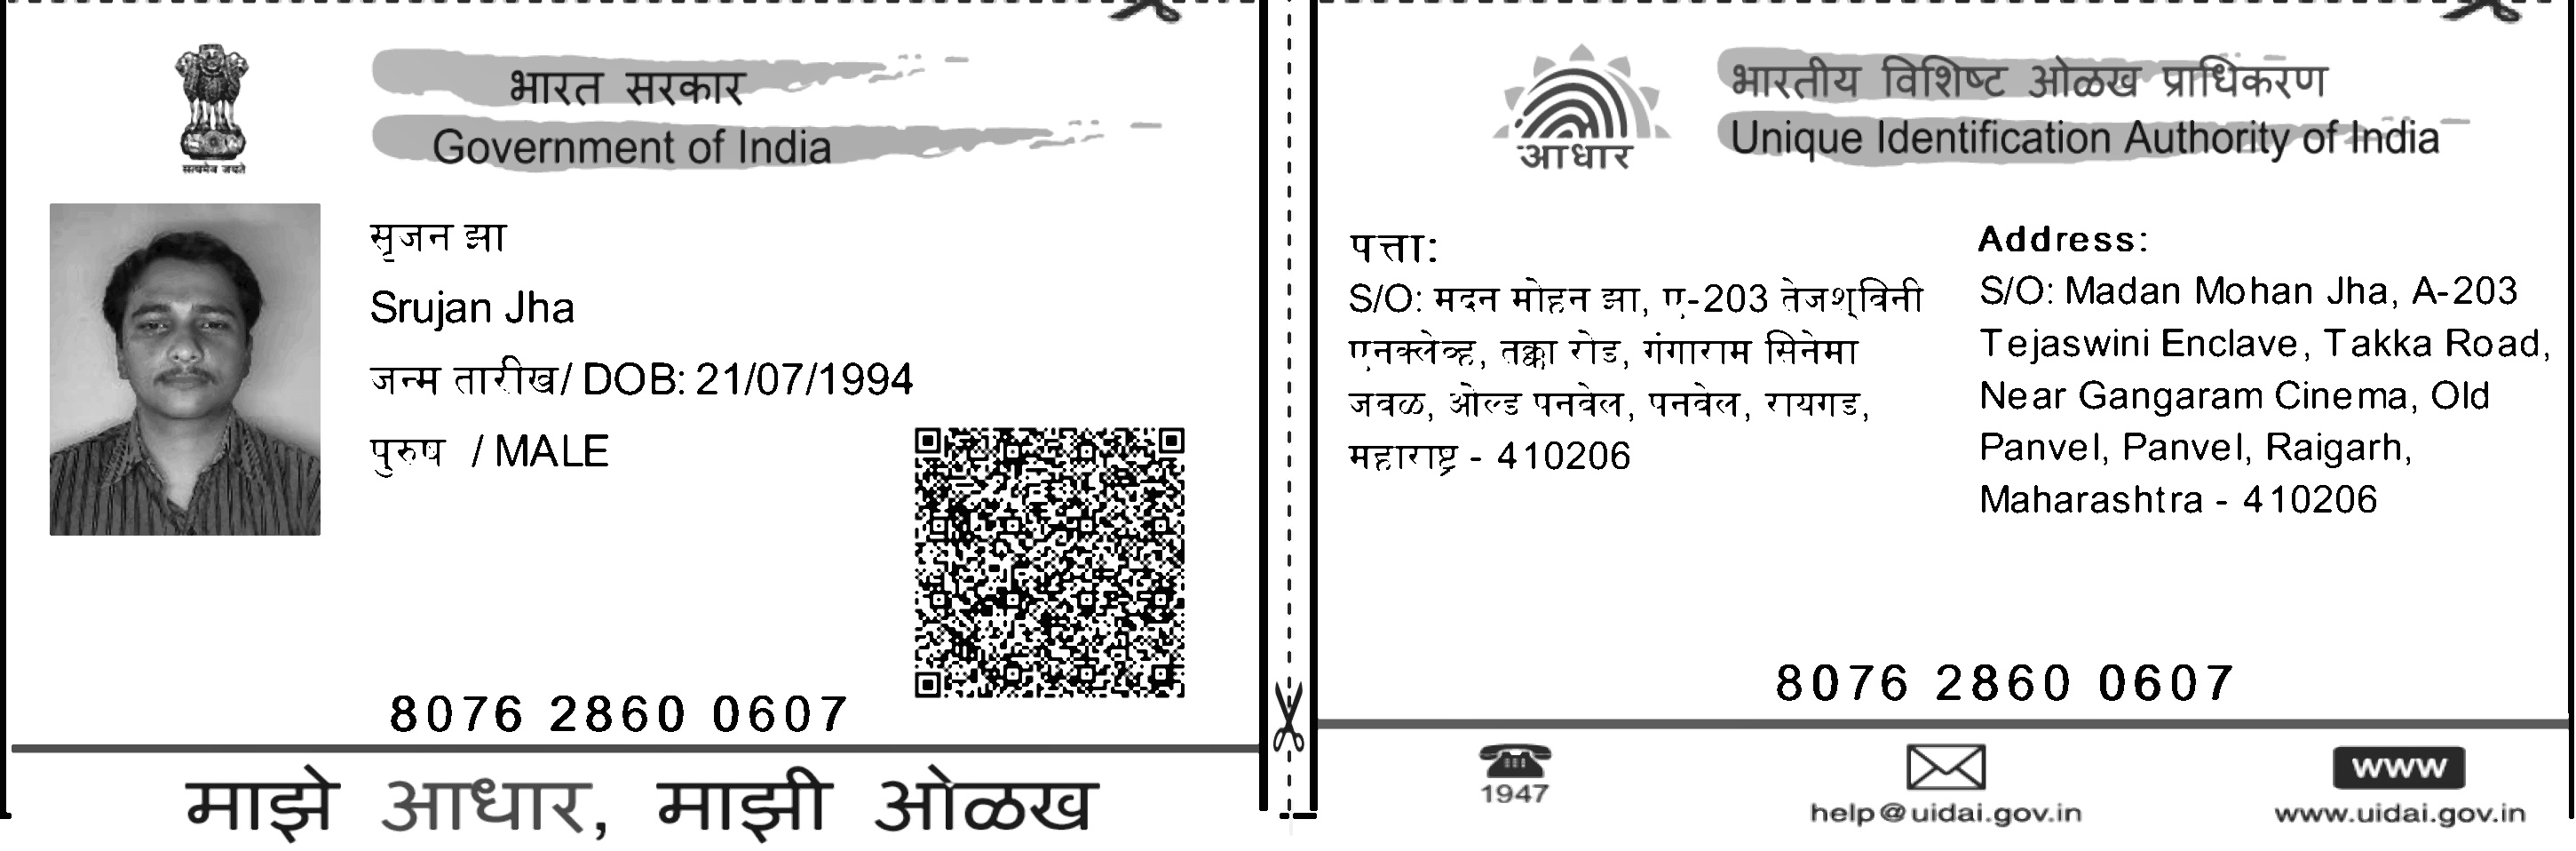 भारत सरकार
Government of India
सत्यमेव जयते
सृजन झा
Srujan Jha
जन्म तारीख/ DOB: 21/07/1994
पुरुष / MALE
8076 2860 0607
माझे आधार, माझी ओळख
आधार
भारतीय विशिष्ट ओळख प्राधिकरण
Unique Identification Authority of India
पत्ता:
S/O: मदन मोहन झा, ए-203 तेजश्विनी
एनक्लेव्ह, तक्का रोड, गंगाराम सिनेमा
जवळ, ओल्ड पनवेल, पनवेल, रायगड,
महाराष्ट्र - 410206
Address:
S/O: Madan Mohan Jha, A-203
Tejaswini Enclave, Takka Road,
Near Gangaram Cinema, Old
Panvel, Panvel, Raigarh,
Maharashtra - 410206
8076 2860 0607
1947
help@uidai.gov.in
www
www.uidai.gov.in